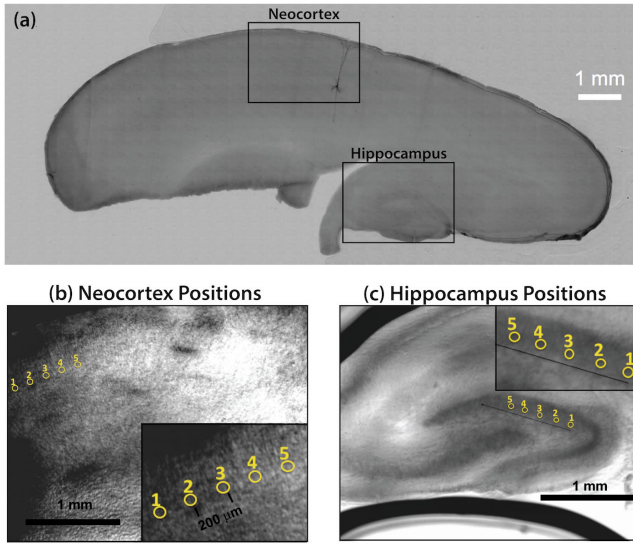 (a)
Neocortex
1 mm
Hippocampus
(b) Neocortex Positions
1 2 3 4 5
1 2 3 4 5
200 μm
1 mm
(c) Hippocampus Positions
5 4 3 2 1
5 4 3 2 1
1 mm